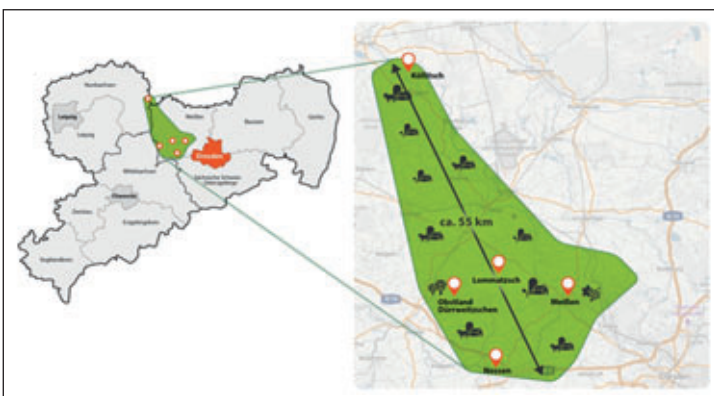 Nordsachsen
Leipzig
Leipzig
Meißen
Bautzen
Görlitz
Dresden
Mittelsachsen
Sächsische Schweiz-
Osterzgebirge
Chemnitz
Zwickau
Erzgebirgskreis
Vogtlandkreis
Köllitsch
ca. 55 km
Lommatzsch
Obstland
Dürrweitzschen
Meißen
Nossen